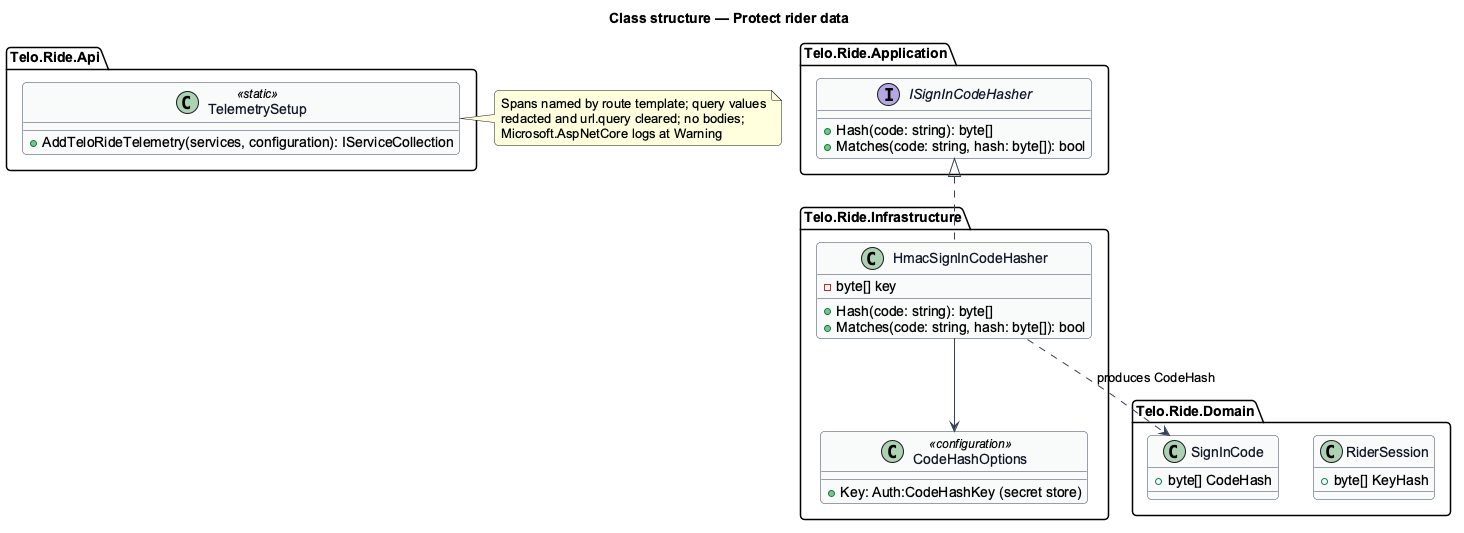 Class structure — Protect rider data
Telo.Ride.Api
«static»
C
TelemetrySetup
AddTeloRideTelemetry(services, configuration): IServiceCollection
Spans named by route template; query values
redacted and url.query cleared; no bodies;
Microsoft.AspNetCore logs at Warning
Telo.Ride.Application
I
ISignInCodeHasher
Hash(code: string): byte[]
Matches(code: string, hash: byte[]): bool
Telo.Ride.Infrastructure
C
HmacSignInCodeHasher
byte[] key
Hash(code: string): byte[]
Matches(code: string, hash: byte[]): bool
produces CodeHash
«configuration»
C
CodeHashOptions
Key: Auth:CodeHashKey (secret store)
Telo.Ride.Domain
C SignInCode
byte[] CodeHash
C RiderSession
byte[] KeyHash